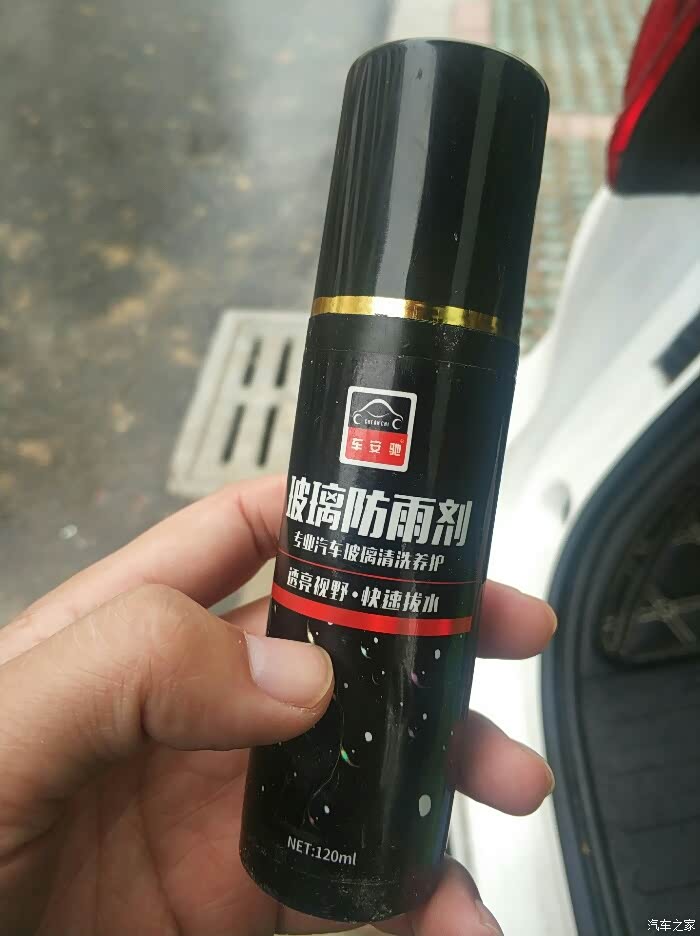 车安驰
玻璃防雨剂
专业汽车玻璃清洗养护
透亮视野·快速拔水
NET:120ml
汽车之家